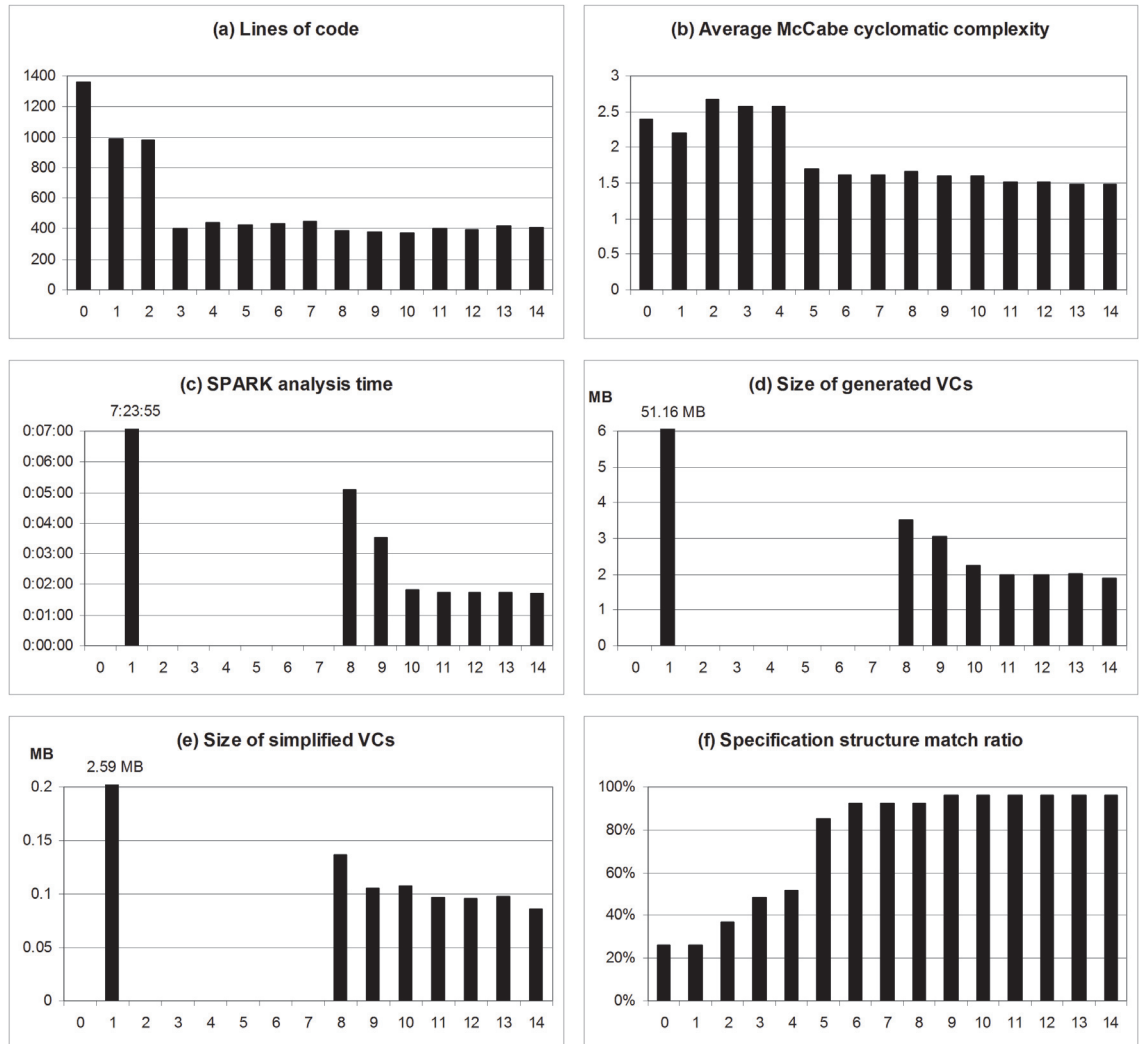 (a) Lines of code
1400
1200
1000
800
600
400
200
0
0 1 2 3 4 5 6 7 8 9 10 11 12 13 14
(b) Average McCabe cyclomatic complexity
3
2.5
2
1.5
1
0.5
0
0 1 2 3 4 5 6 7 8 9 10 11 12 13 14
(c) SPARK analysis time
7:23:55
0:07:00
0:06:00
0:05:00
0:04:00
0:03:00
0:02:00
0:01:00
0:00:00
0 1 2 3 4 5 6 7 8 9 10 11 12 13 14
(d) Size of generated VCs
MB
51.16 MB
6
5
4
3
2
1
0
0 1 2 3 4 5 6 7 8 9 10 11 12 13 14
(e) Size of simplified VCs
MB
2.59 MB
0.2
0.15
0.1
0.05
0
0 1 2 3 4 5 6 7 8 9 10 11 12 13 14
(f) Specification structure match ratio
100%
80%
60%
40%
20%
0%
0 1 2 3 4 5 6 7 8 9 10 11 12 13 14